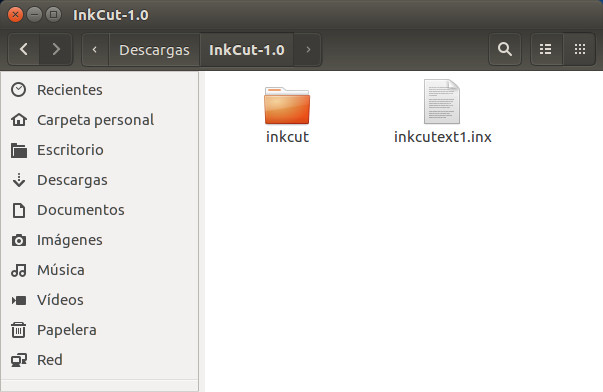 InkCut-1.0
Descargas InkCut-1.0
Recientes
Carpeta personal
Escritorio
Descargas
Documentos
Imágenes
Música
Vídeos
Papelera
Red
inkcut
inkcutext1.inx